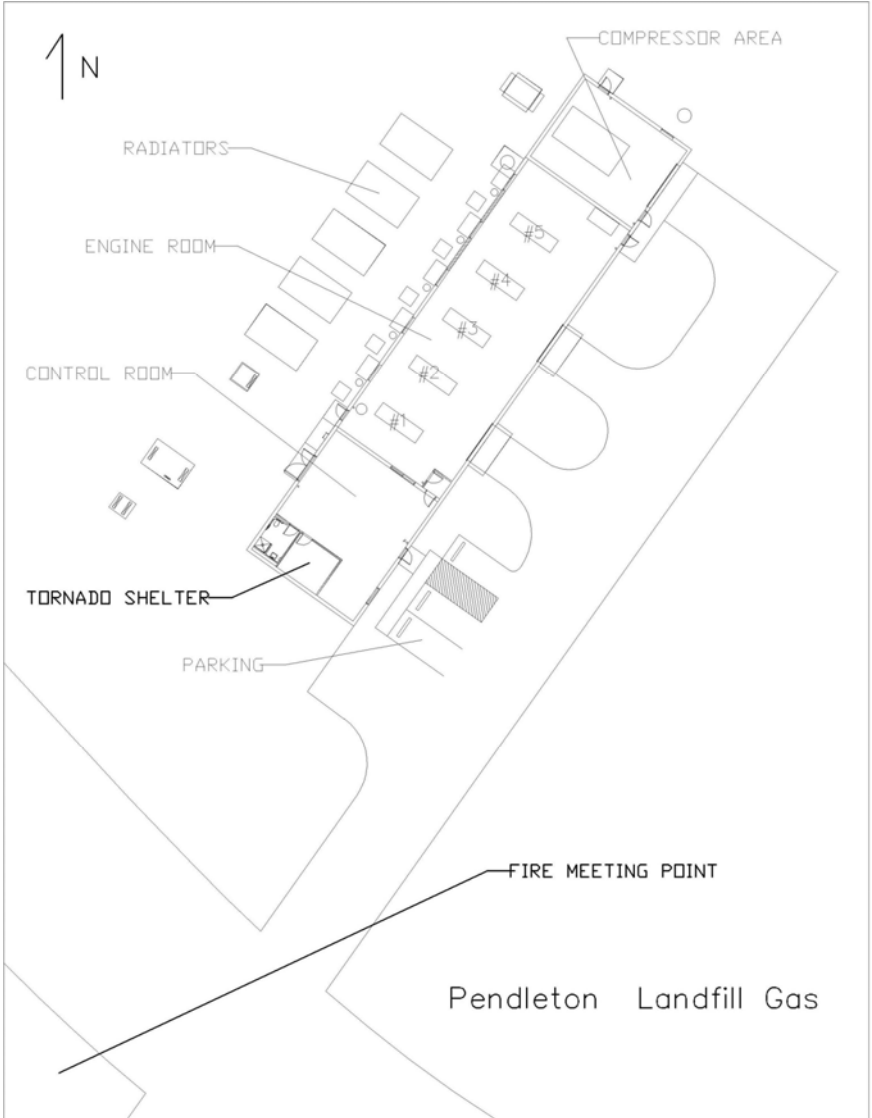 N
COMPRESSOR AREA
RADIATORS
#5
ENGINE ROOM
#4
#3
CONTROL ROOM
#2
#1
TORNADO SHELTER
PARKING
FIRE MEETING POINT
Pendleton Landfill Gas